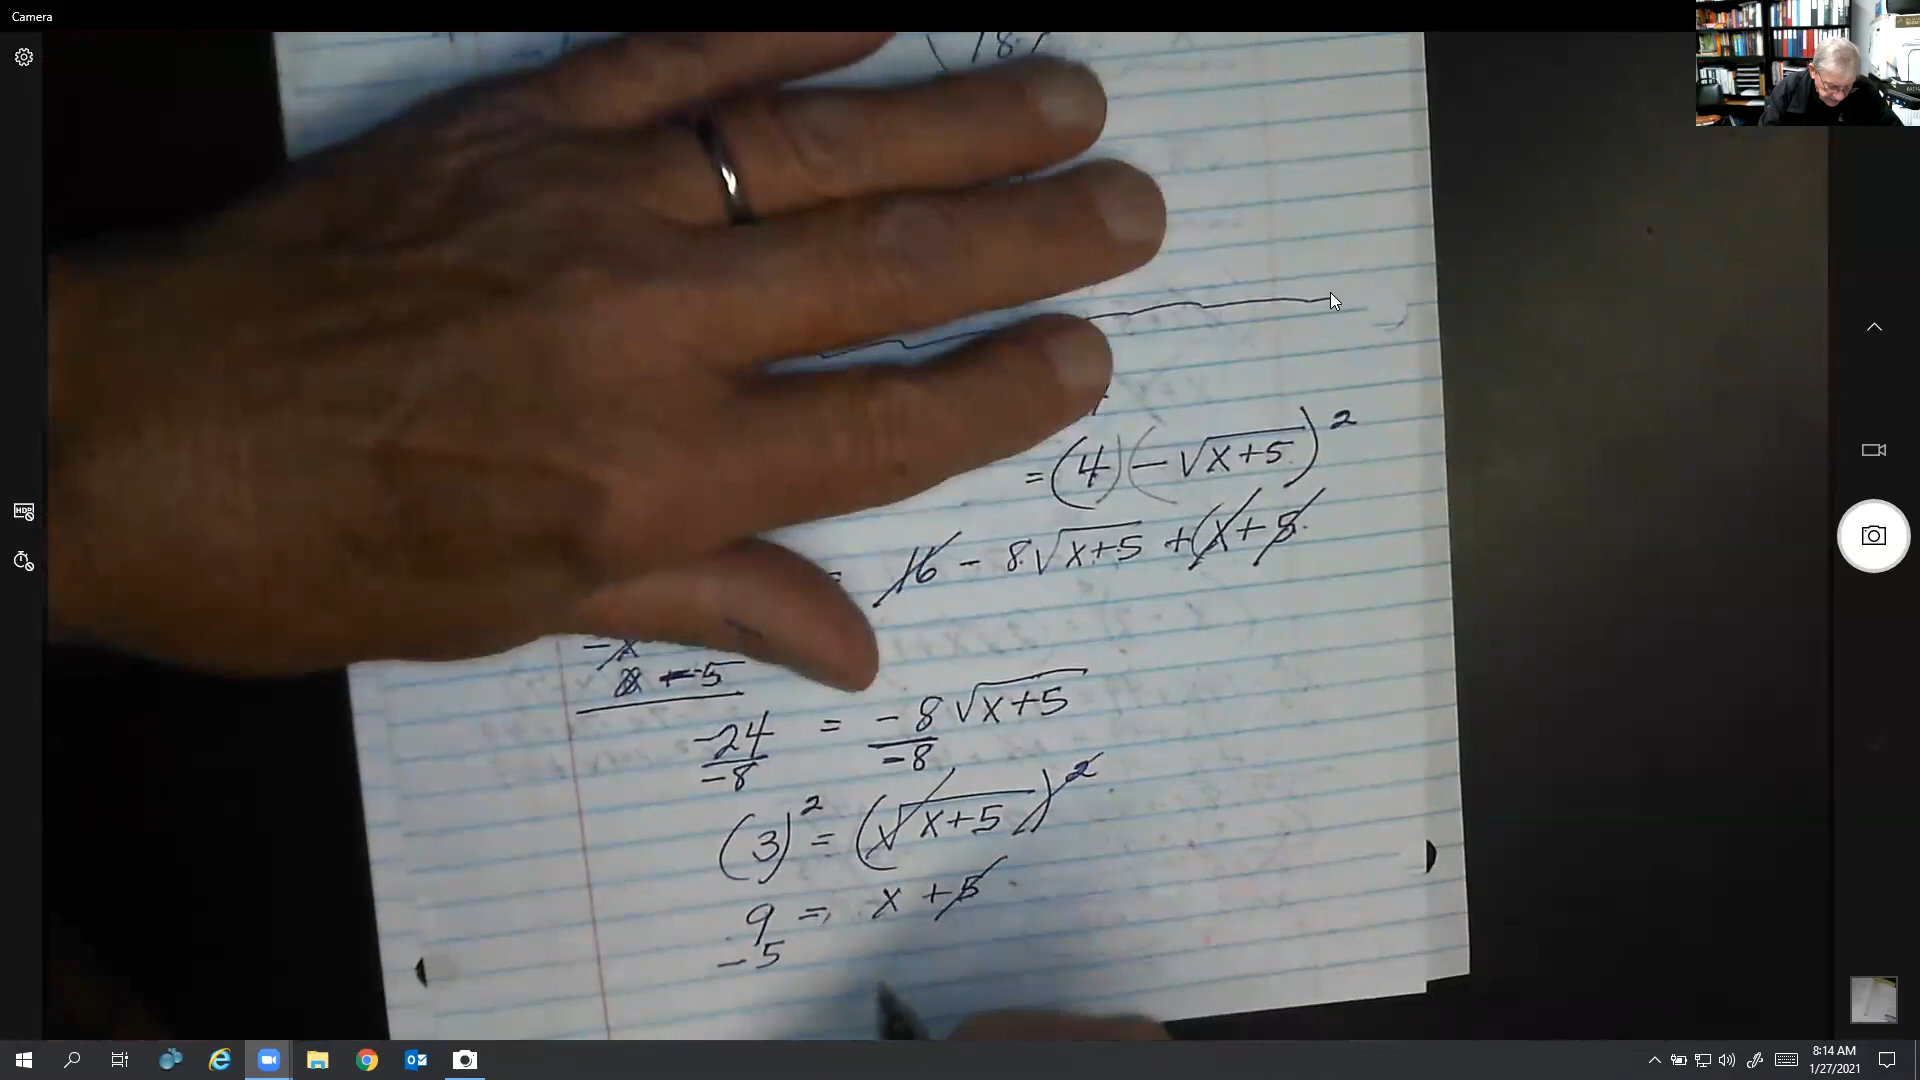 Camera
= (4)(-√x+5)²
16 - 8√x+5 + (x+5
-x
-5
-24 = -8√x+5
-8 -8
(3)² = (√x+5)²
9 = x+5
-5
8:14 AM
1/27/2021